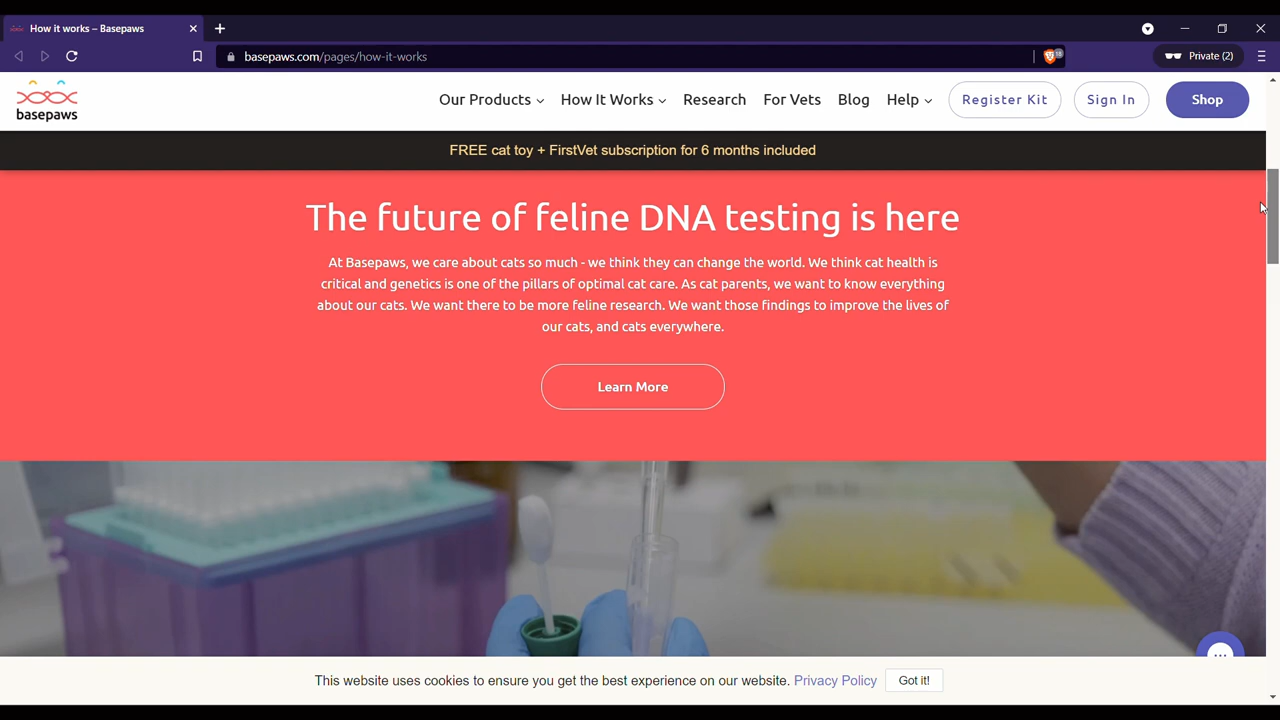 How it works – Basepaws
basepaws.com/pages/how-it-works
Private (2)
basepaws
Our Products
How It Works
Research
For Vets
Blog
Help
Register Kit
Sign In
Shop
FREE cat toy + FirstVet subscription for 6 months included
The future of feline DNA testing is here
At Basepaws, we care about cats so much - we think they can change the world. We think cat health is
critical and genetics is one of the pillars of optimal cat care. As cat parents, we want to know everything
about our cats. We want there to be more feline research. We want those findings to improve the lives of
our cats, and cats everywhere.
Learn More
This website uses cookies to ensure you get the best experience on our website. Privacy Policy
Got it!